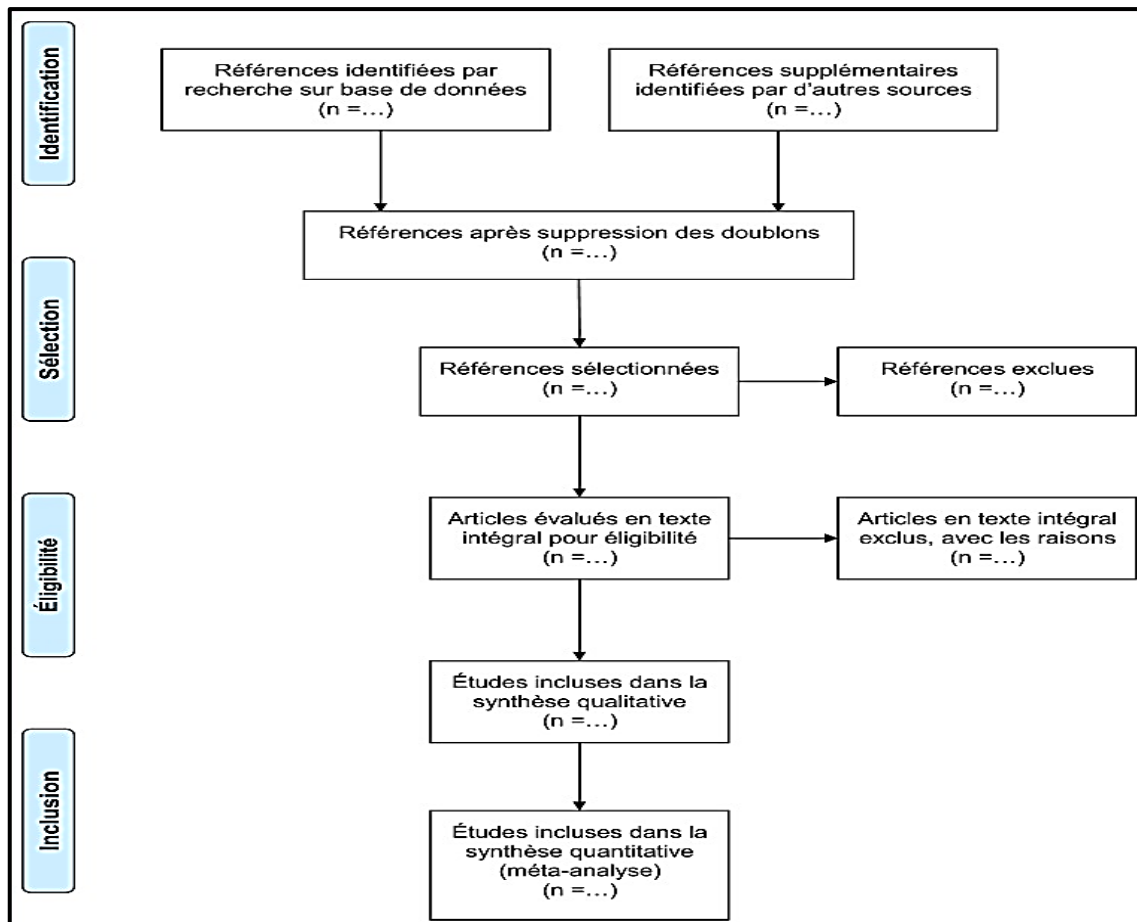 Identification
Références identifiées par
recherche sur base de données
(n =...)
Références supplémentaires
identifiées par d'autres sources
(n =...)
Références après suppression des doublons
(n =...)
Sélection
Références sélectionnées
(n =...)
Références exclues
(n =...)
Éligibilité
Articles évalués en texte
intégral pour éligibilité
(n =...)
Articles en texte intégral
exclus, avec les raisons
(n =...)
Études incluses dans la
synthèse qualitative
(n =...)
Inclusion
Études incluses dans la
synthèse quantitative
(méta-analyse)
(n =...)